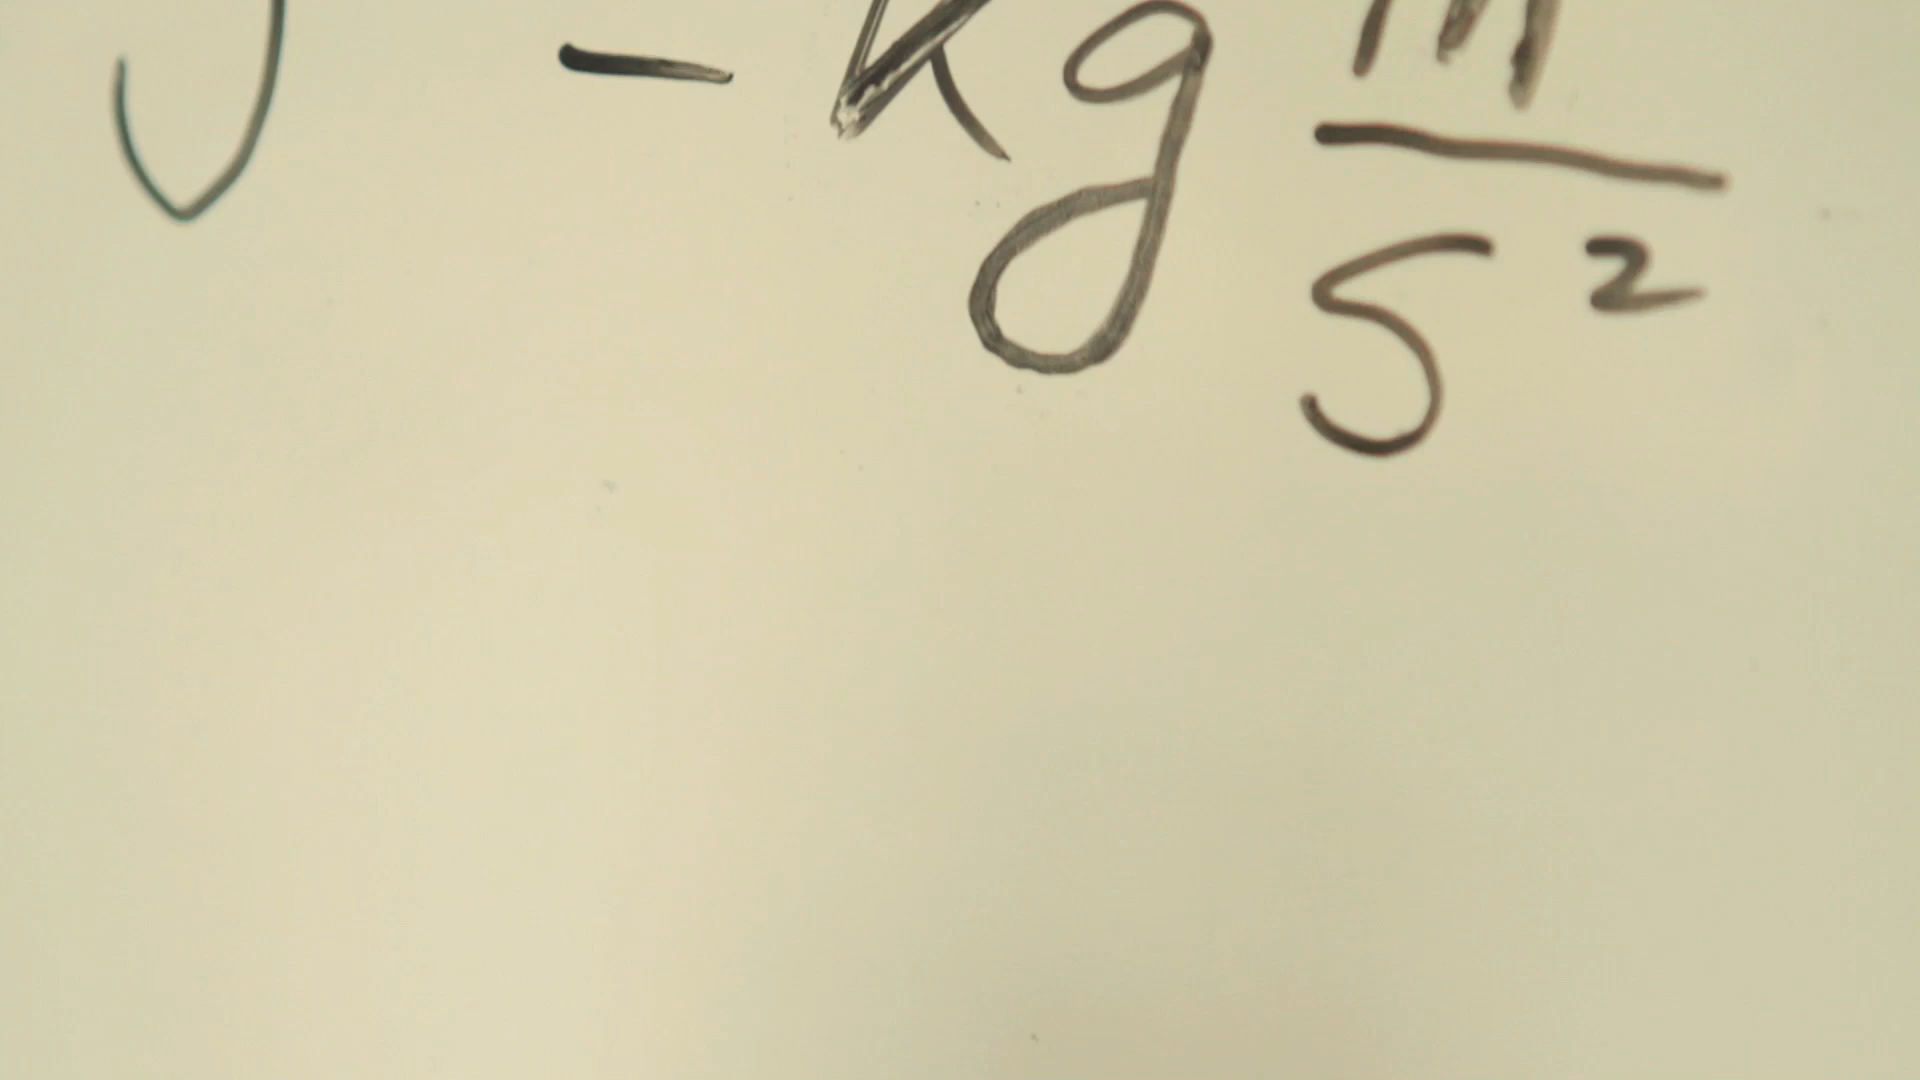 J = kg m/s²